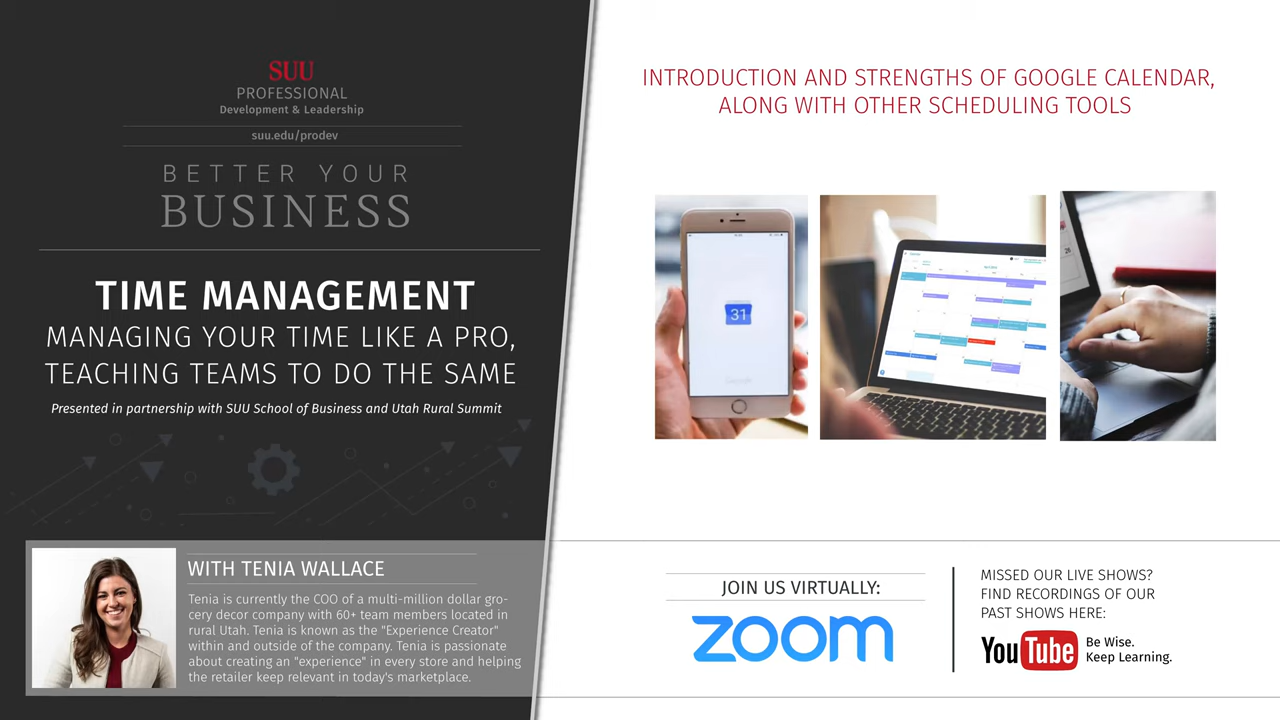 SUU
PROFESSIONAL
Development & Leadership
suu.edu/prodev
BETTER YOUR
BUSINESS
TIME MANAGEMENT
MANAGING YOUR TIME LIKE A PRO,
TEACHING TEAMS TO DO THE SAME
Presented in partnership with SUU School of Business and Utah Rural Summit
WITH TENIA WALLACE
Tenia is currently the COO of a multi-million dollar gro-
cery decor company with 60+ team members located in
rural Utah. Tenia is known as the "Experience Creator"
within and outside of the company. Tenia is passionate
about creating an "experience" in every store and helping
the retailer keep relevant in today's marketplace.
INTRODUCTION AND STRENGTHS OF GOOGLE CALENDAR,
ALONG WITH OTHER SCHEDULING TOOLS
31
Google
JOIN US VIRTUALLY:
zoom
MISSED OUR LIVE SHOWS?
FIND RECORDINGS OF OUR
PAST SHOWS HERE:
YouTube
Be Wise.
Keep Learning.